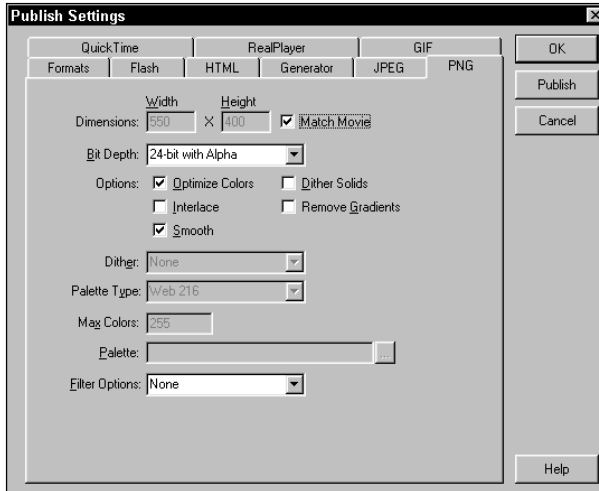 Publish Settings
QuickTime RealPlayer GIF OK
Formats Flash HTML Generator JPEG PNG
Publish
Width Height
Dimensions: 550 X 400 Match Movie Cancel
Bit Depth: 24-bit with Alpha
Options: Optimize Colors Dither Solids
Interlace Remove Gradients
Smooth
Dither: None
Palette Type: Web 216
Max Colors: 255
Palette: ...
Filter Options: None
Help